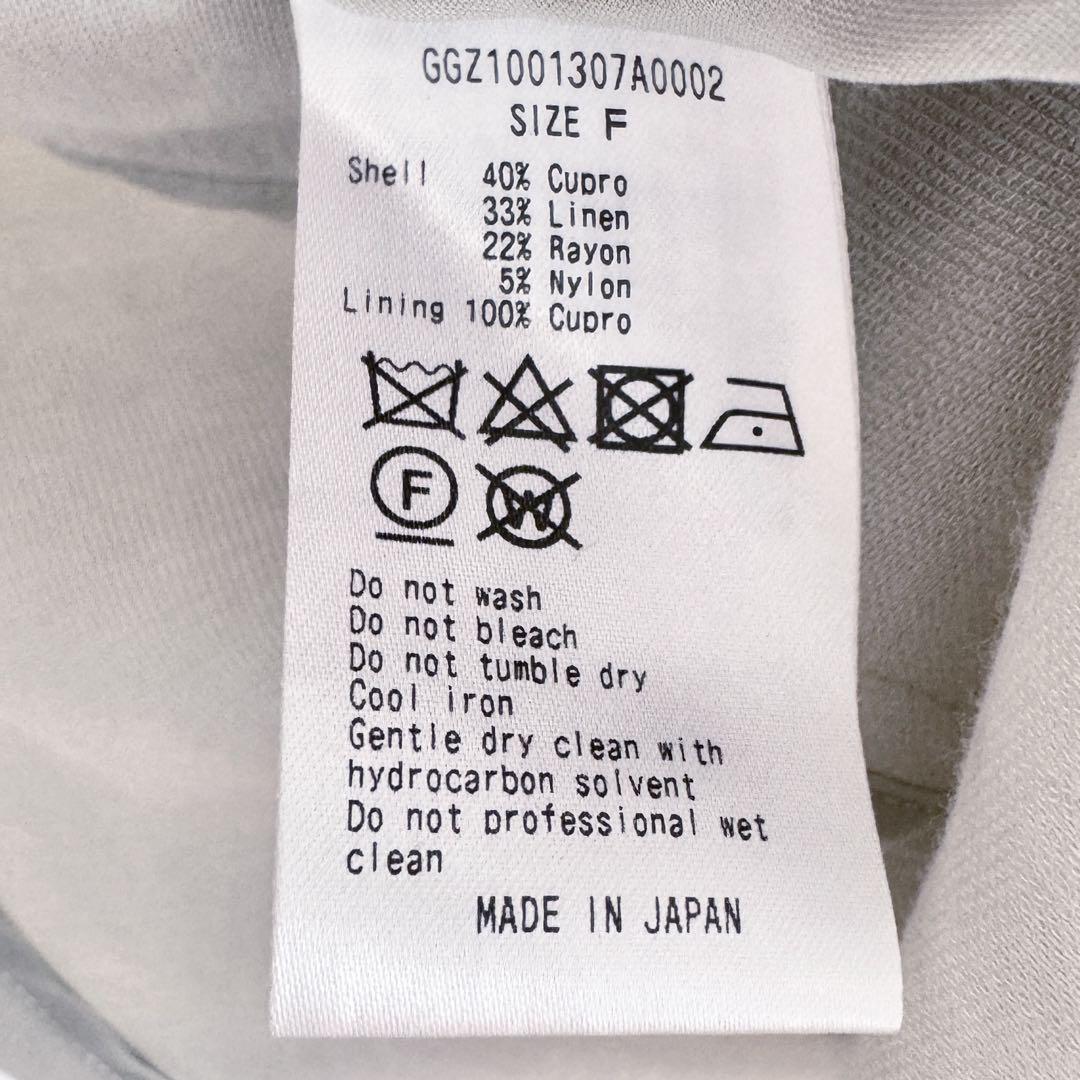 GGZ1001307A0002
SIZE F
Shell 40% Cupro
33% Linen
22% Rayon
5% Nylon
Lining 100% Cupro
F W
Do not wash
Do not bleach
Do not tumble dry
Cool iron
Gentle dry clean with
hydrocarbon solvent
Do not professional wet
clean
MADE IN JAPAN